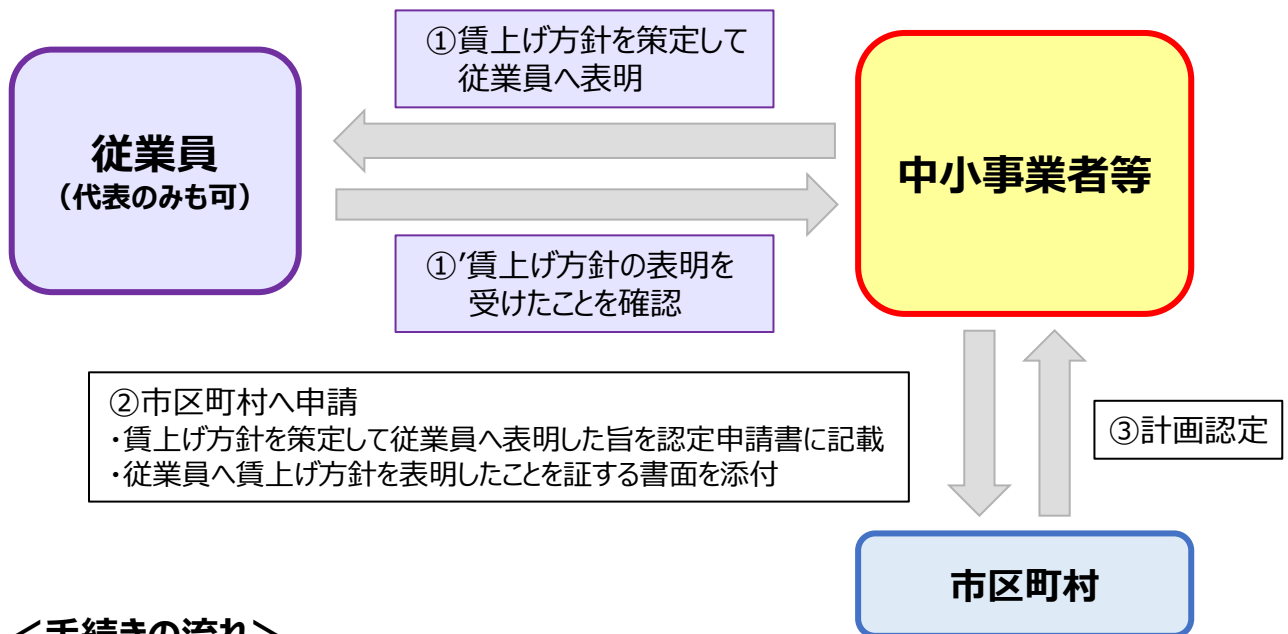 ①賃上げ方針を策定して
従業員へ表明
従業員
（代表のみも可）
中小事業者等
①’賃上げ方針の表明を
受けたことを確認
②市区町村へ申請
・賃上げ方針を策定して従業員へ表明した旨を認定申請書に記載
・従業員へ賃上げ方針を表明したことを証する書面を添付
③計画認定
市区町村
＜手続きの流れ＞